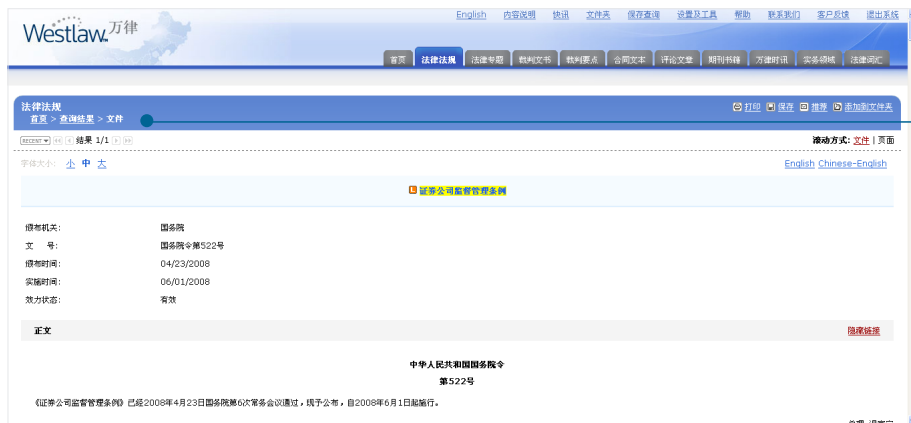 English 内容说明 快讯 文件夹 保存查询 设置及工具 帮助 联系我们 客户反馈 退出系统
Westlaw 万律
首页 法律法规 法律专题 裁判文书 裁判要点 合同文本 评论文章 期刊书籍 万律时讯 实务领域 法律词汇
法律法规 打印 保存 推荐 添加到文件夹
首页 > 查询结果 > 文件
RECENT 结果 1/1 滚动方式: 文件 | 页面
字体大小: 小 中 大 English Chinese-English
证券公司监督管理条例
颁布机关: 国务院
文 号: 国务院令第522号
颁布时间: 04/23/2008
实施时间: 06/01/2008
效力状态: 有效
正文 隐藏链接
中华人民共和国国务院令
第522号
《证券公司监督管理条例》已经2008年4月23日国务院第6次常务会议通过，现予公布，自2008年6月1日起施行。